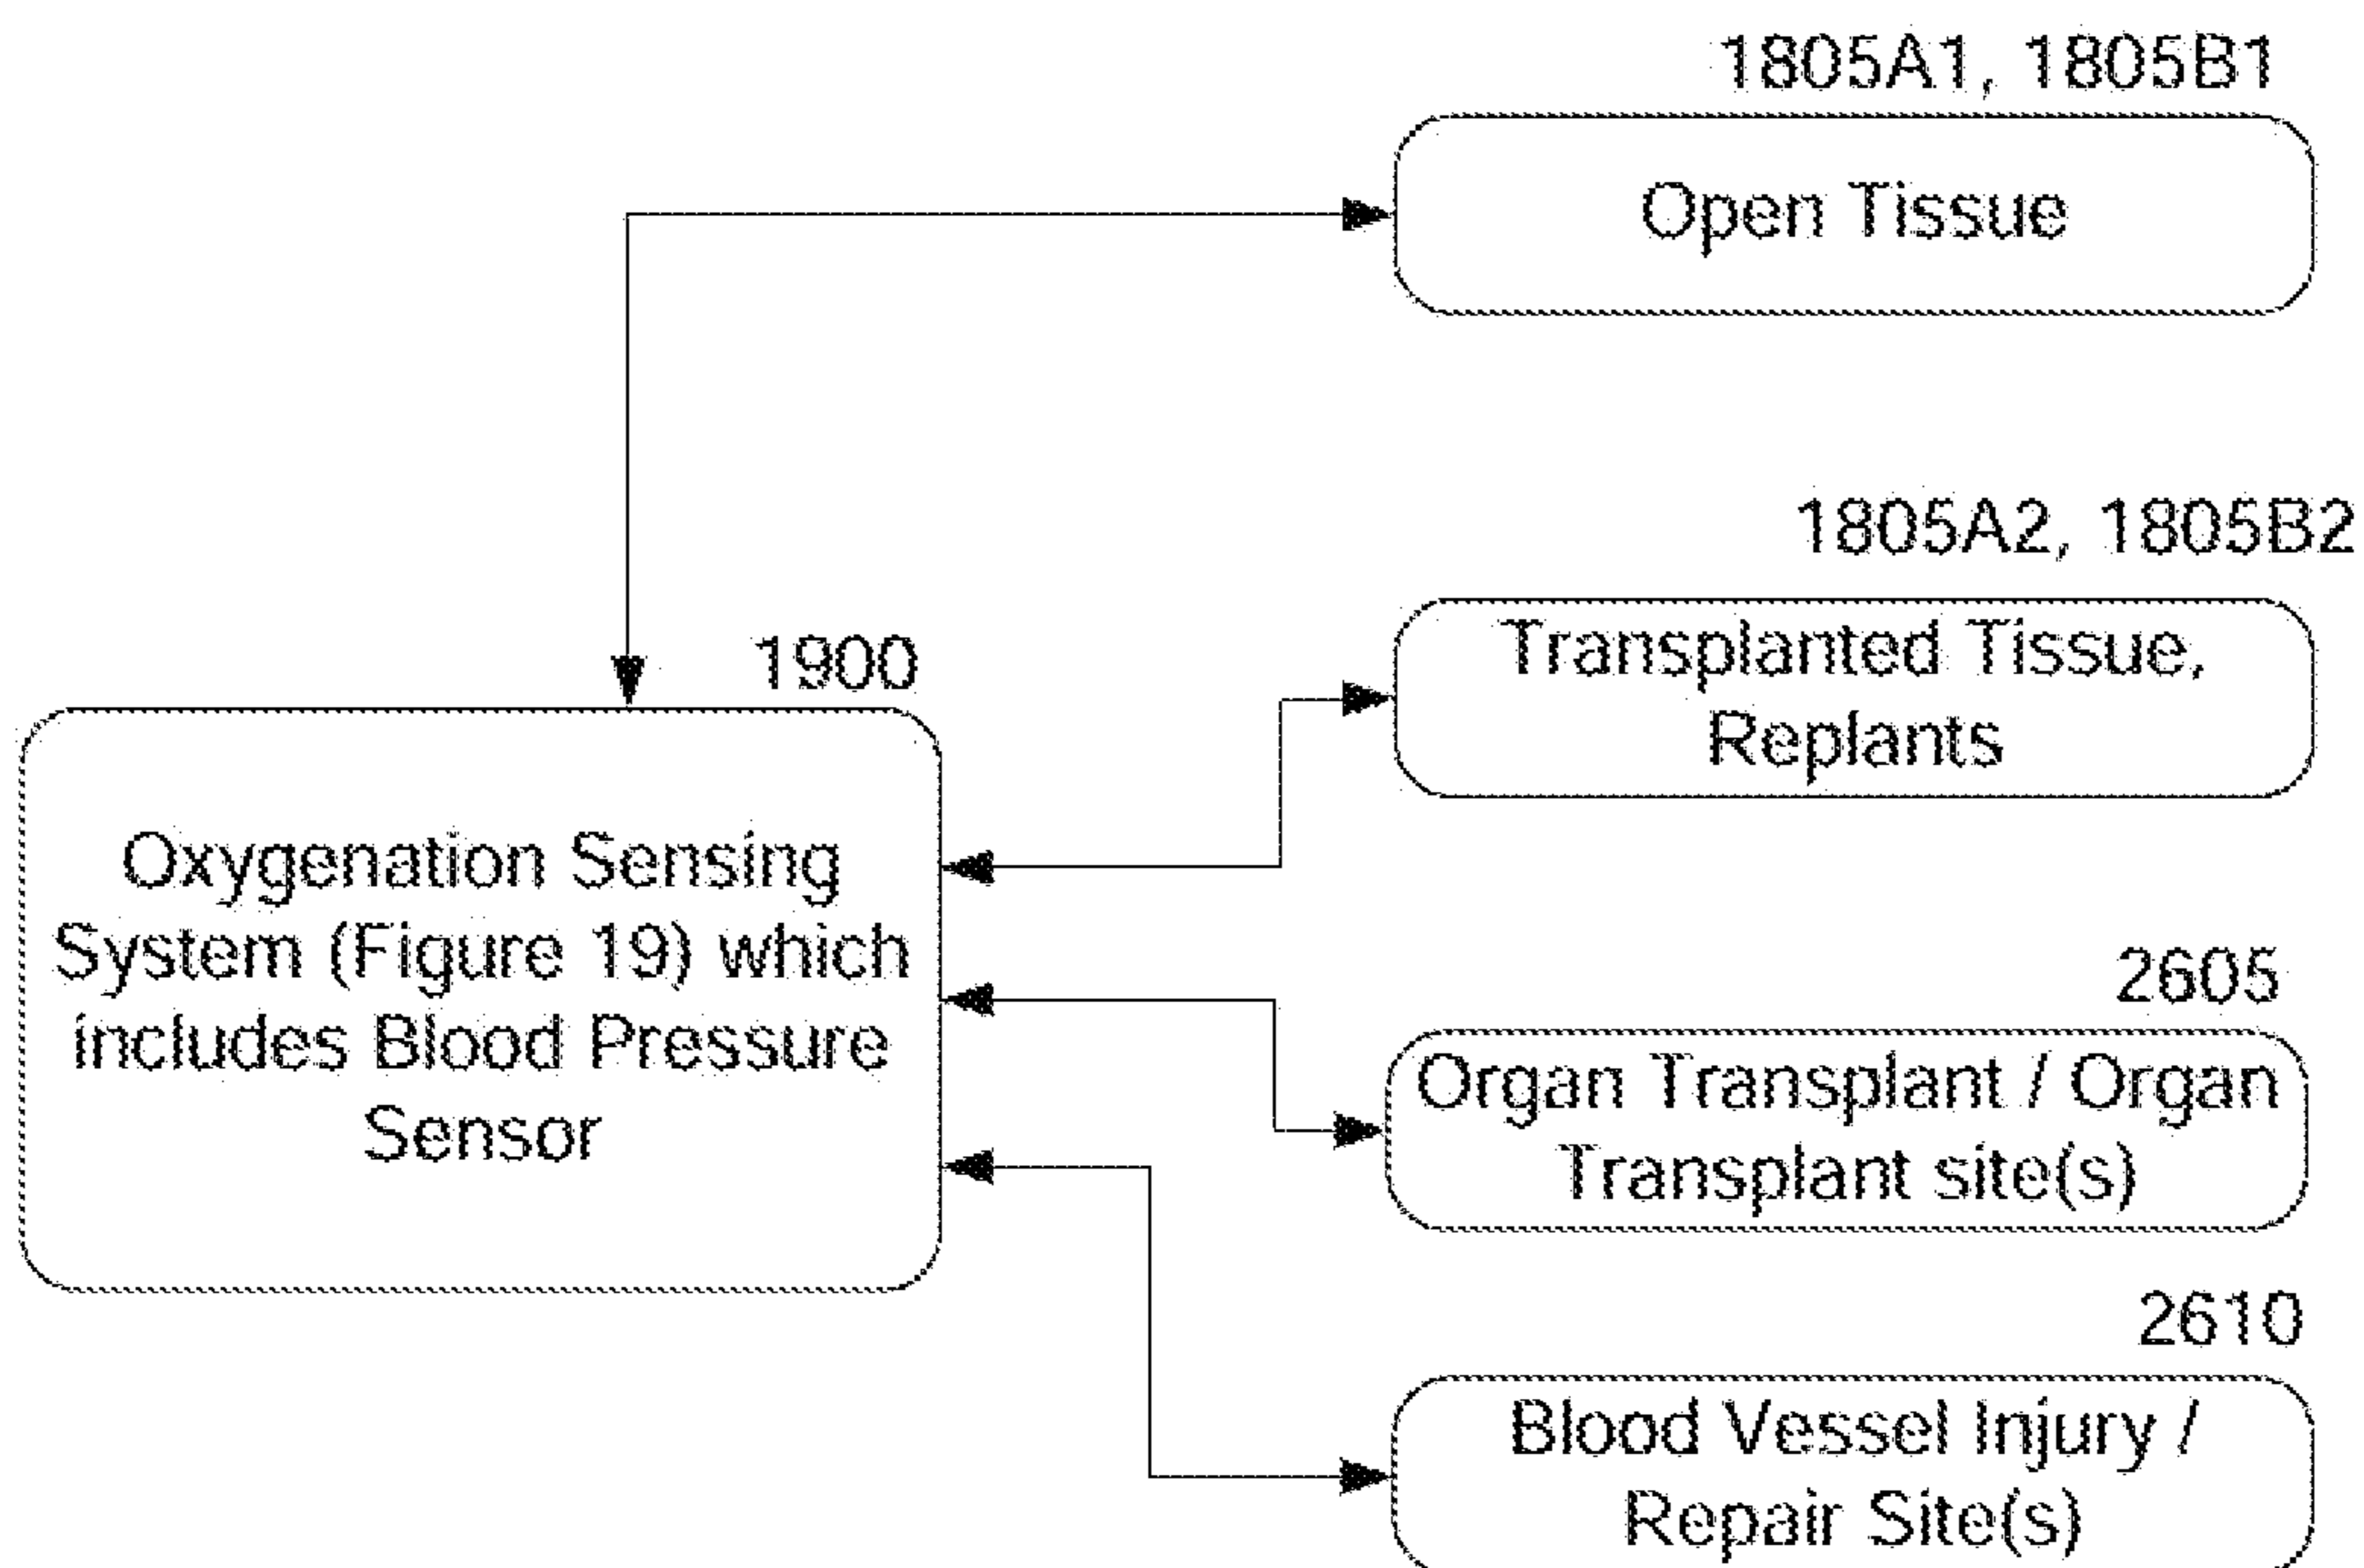 1805A1, 1805B1
Open Tissue
1805A2, 1805B2
Transplanted Tissue,
Replants
1900
Oxygenation Sensing
System (Figure 19) which
includes Blood Pressure
Sensor
2605
Organ Transplant / Organ
Transplant site(s)
2610
Blood Vessel Injury /
Repair Site(s)